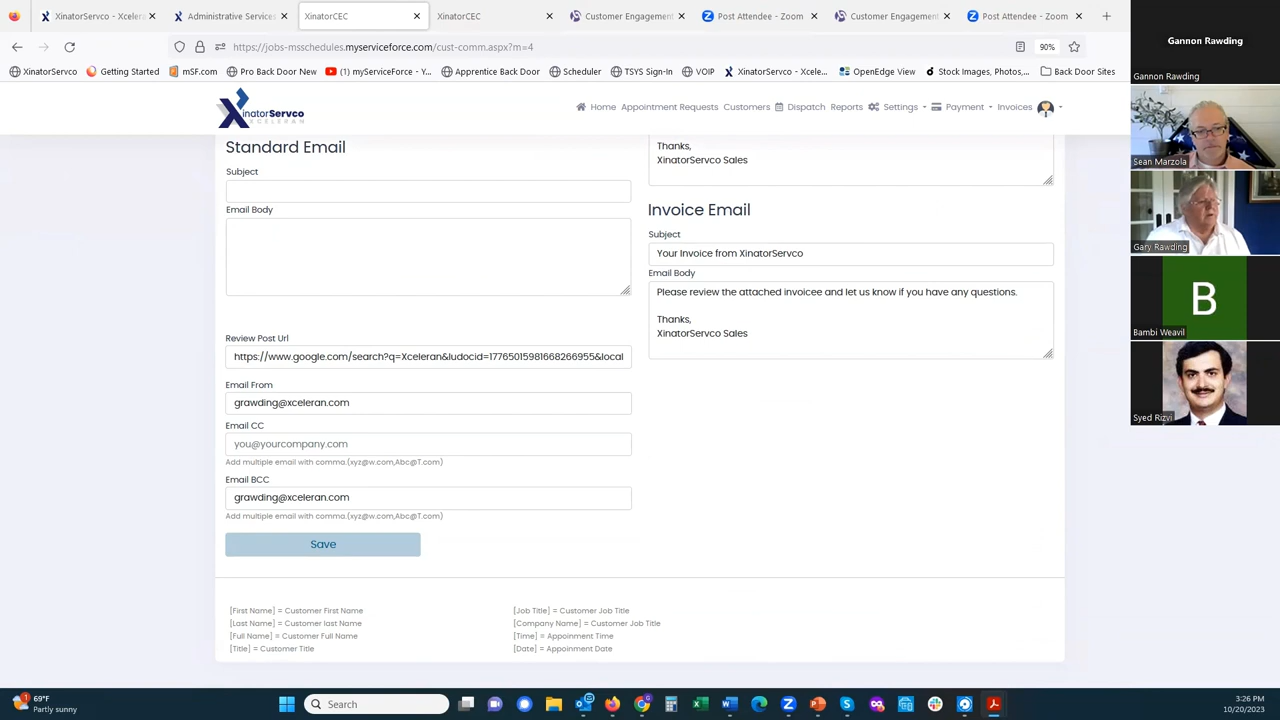 XinatorServco - Xcelera
Administrative Services
XinatorCEC
XinatorCEC
Customer Engagement
Post Attendee - Zoom
Customer Engagement
Post Attendee - Zoom
https://jobs-msschedules.myserviceforce.com/cust-comm.aspx?m=4
90%
XinatorServco
Getting Started
mSF.com
Pro Back Door New
(1) myServiceForce - Y...
Apprentice Back Door
Scheduler
TSYS Sign-In
VOIP
XinatorServco - Xcele...
OpenEdge View
Stock Images, Photos,...
Back Door Sites
XinatorServco
XCELERAN
Home
Appointment Requests
Customers
Dispatch
Reports
Settings
Payment
Invoices
Standard Email
Subject
Email Body
Review Post Url
https://www.google.com/search?q=Xceleran&ludocid=17765015981668266955&local
Email From
grawding@xceleran.com
Email CC
you@yourcompany.com
Add multiple email with comma.(xyz@w.com,Abc@T.com)
Email BCC
grawding@xceleran.com
Add multiple email with comma.(xyz@w.com,Abc@T.com)
Save
Thanks,
XinatorServco Sales
Invoice Email
Subject
Your Invoice from XinatorServco
Email Body
Please review the attached invoicee and let us know if you have any questions.
Thanks,
XinatorServco Sales
[First Name] = Customer First Name
[Last Name] = Customer last Name
[Full Name] = Customer Full Name
[Title] = Customer Title
[Job Title] = Customer Job Title
[Company Name] = Customer Job Title
[Time] = Appoinment Time
[Date] = Appoinment Date
Gannon Rawding
Gannon Rawding
Sean Marzola
Gary Rawding
B
Bambi Weavil
Syed Rizvi
1
69°F
Partly sunny
Search
3:26 PM
10/20/2023